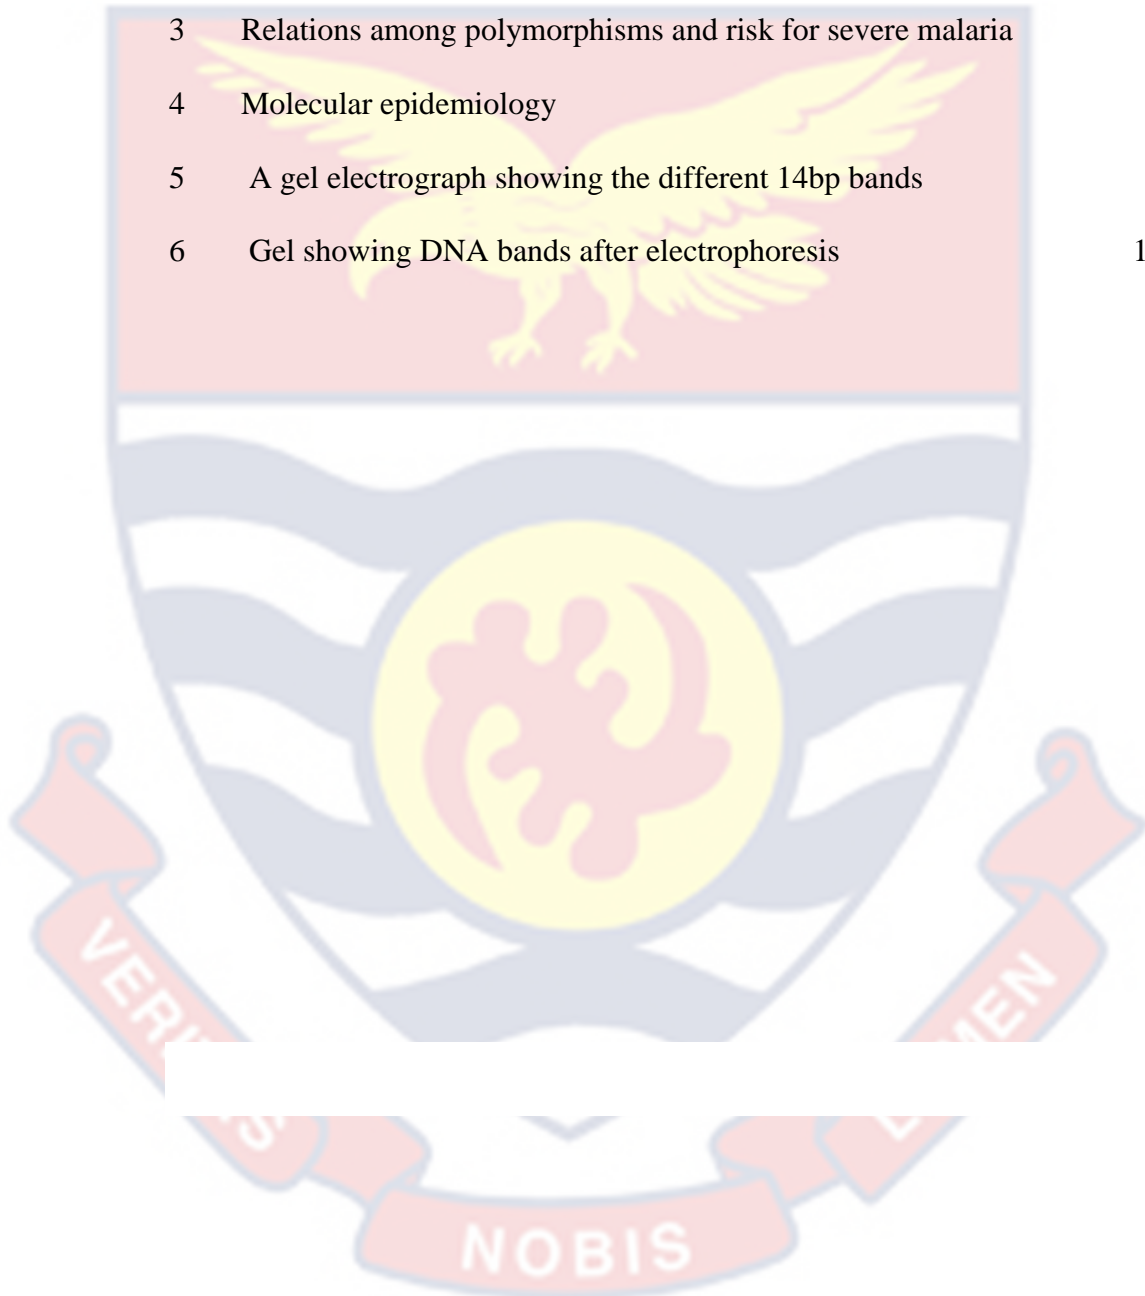 3 Relations among polymorphisms and risk for severe malaria
4 Molecular epidemiology
5 A gel electrograph showing the different 14bp bands
6 Gel showing DNA bands after electrophoresis 1
NOBIS